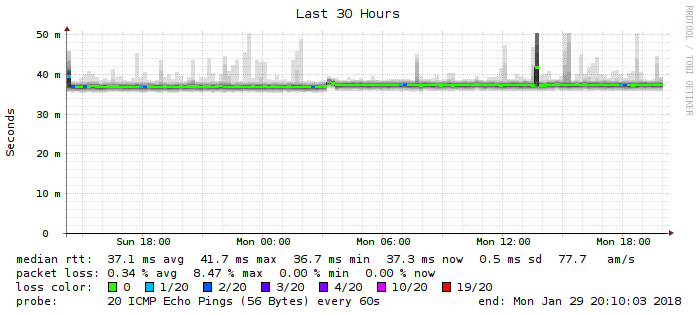 Last 30 Hours
RRDTOOL / TOBI OETIKER
Seconds
50 m
40 m
30 m
20 m
10 m
0
Sun 18:00 Mon 00:00 Mon 06:00 Mon 12:00 Mon 18:00
median rtt: 37.1 ms avg 41.7 ms max 36.7 ms min 37.3 ms now 0.5 ms sd 77.7 am/s
packet loss: 0.34 % avg 8.47 % max 0.00 % min 0.00 % now
loss color: 0 1/20 2/20 3/20 4/20 10/20 19/20
probe: 20 ICMP Echo Pings (56 Bytes) every 60s end: Mon Jan 29 20:10:03 2018